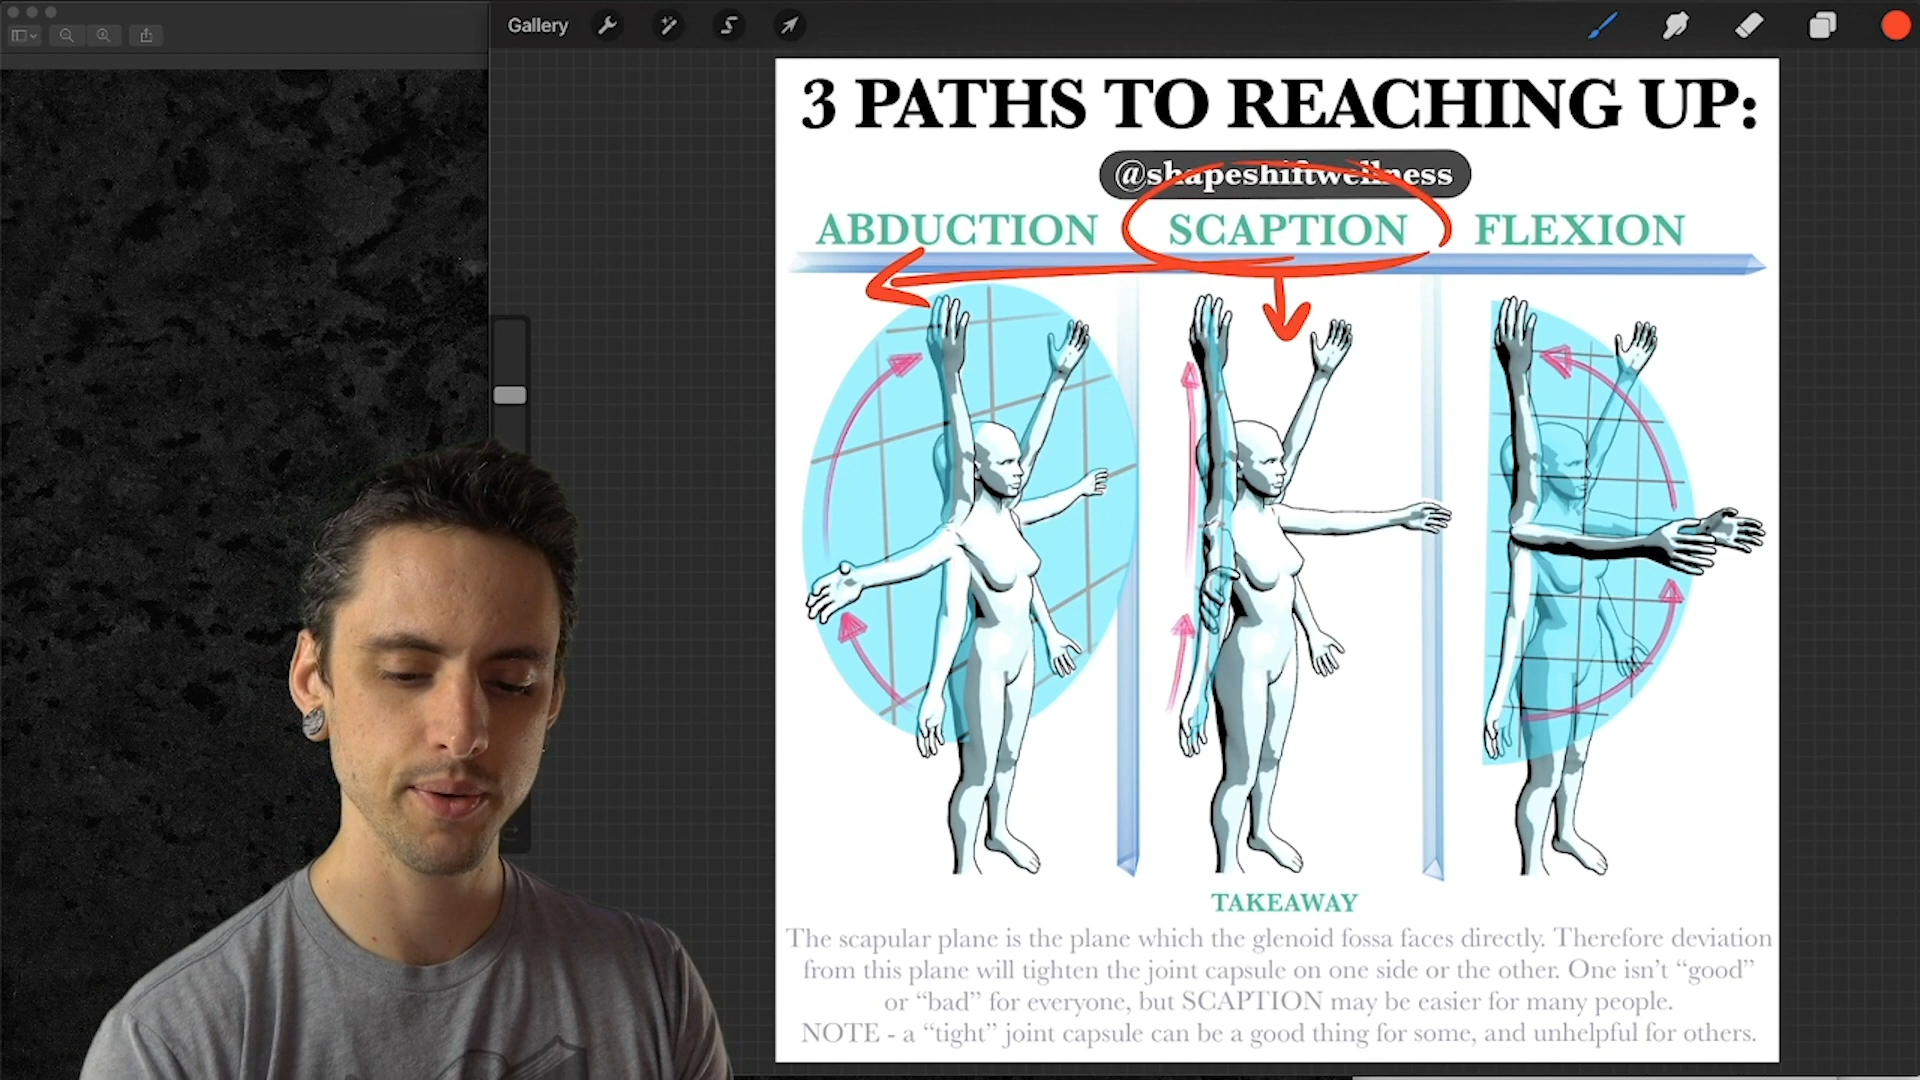 Gallery
3 PATHS TO REACHING UP:
@shapeshiftwellness
ABDUCTION SCAPTION FLEXION
TAKEAWAY
The scapular plane is the plane which the glenoid fossa faces directly. Therefore deviation
from this plane will tighten the joint capsule on one side or the other. One isn't “good”
or “bad” for everyone, but SCAPTION may be easier for many people.
NOTE - a “tight” joint capsule can be a good thing for some, and unhelpful for others.